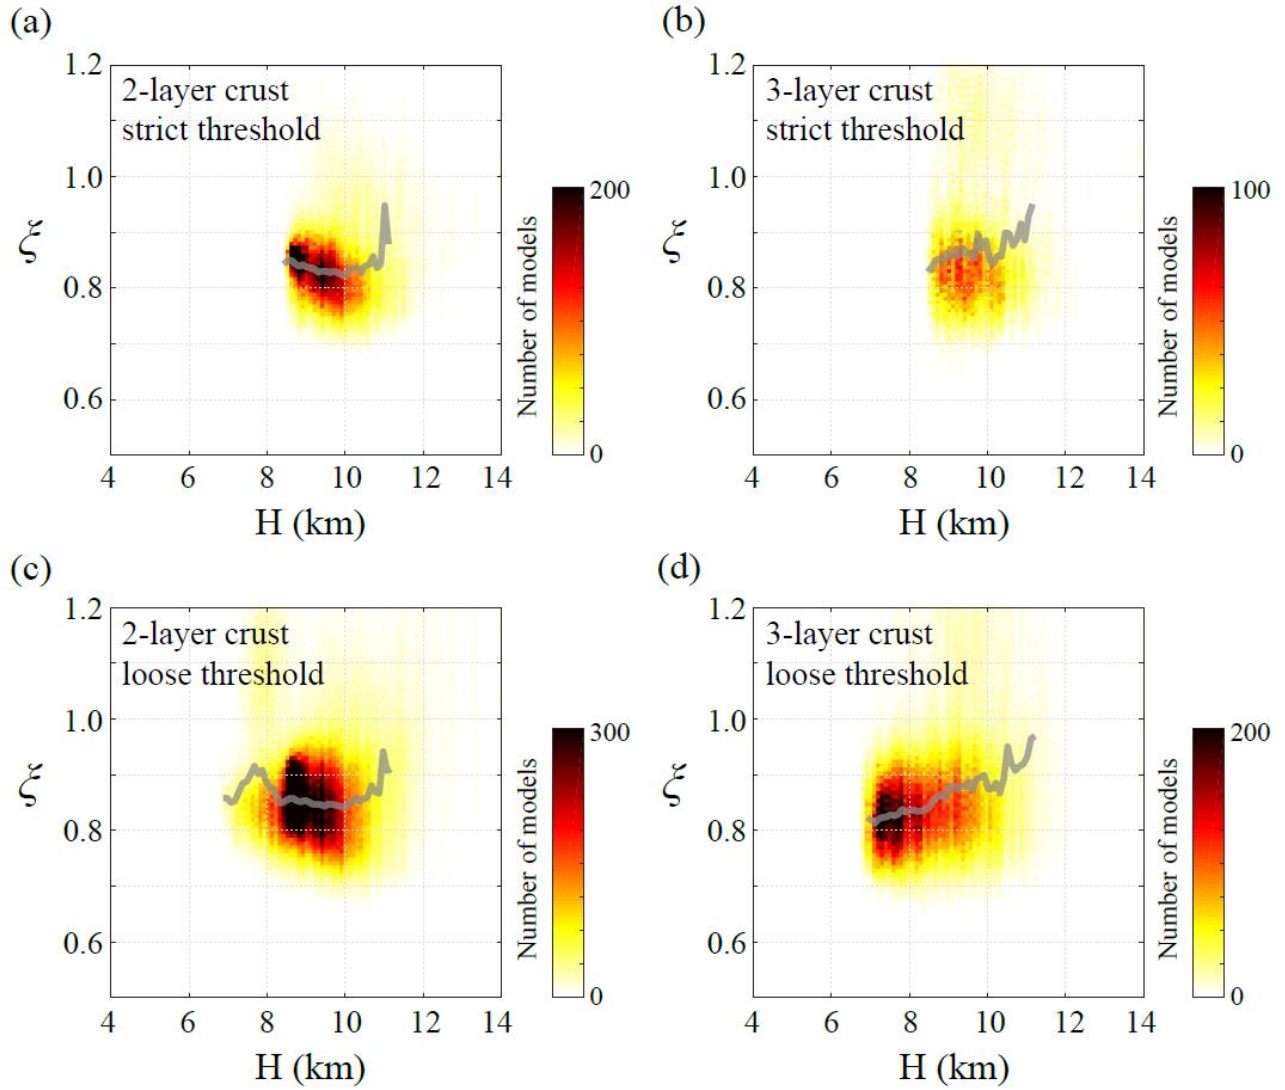 (a)
(b)
1.2
1.0
0.8
0.6
ξ
2-layer crust
strict threshold
200
0
Number of models
4 6 8 10 12 14
H (km)
1.2
1.0
0.8
0.6
ξ
3-layer crust
strict threshold
100
0
Number of models
4 6 8 10 12 14
H (km)
(c)
(d)
1.2
1.0
0.8
0.6
ξ
2-layer crust
loose threshold
300
0
Number of models
4 6 8 10 12 14
H (km)
1.2
1.0
0.8
0.6
ξ
3-layer crust
loose threshold
200
0
Number of models
4 6 8 10 12 14
H (km)